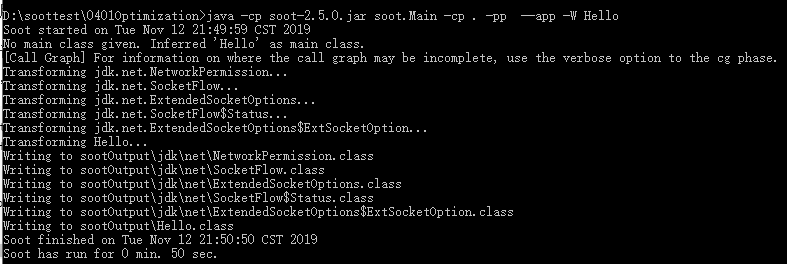 D:\soottest\0401Optimization>java -cp soot-2.5.0.jar soot.Main -cp . -pp  --app -W Hello
Soot started on Tue Nov 12 21:49:59 CST 2019
No main class given. Inferred 'Hello' as main class.
[Call Graph] For information on where the call graph may be incomplete, use the verbose option to the cg phase.
Transforming jdk.net.NetworkPermission...
Transforming jdk.net.SocketFlow...
Transforming jdk.net.ExtendedSocketOptions...
Transforming jdk.net.SocketFlow$Status...
Transforming jdk.net.ExtendedSocketOptions$ExtSocketOption...
Transforming Hello...
Writing to sootOutput\jdk\net\NetworkPermission.class
Writing to sootOutput\jdk\net\SocketFlow.class
Writing to sootOutput\jdk\net\ExtendedSocketOptions.class
Writing to sootOutput\jdk\net\SocketFlow$Status.class
Writing to sootOutput\jdk\net\ExtendedSocketOptions$ExtSocketOption.class
Writing to sootOutput\Hello.class
Soot finished on Tue Nov 12 21:50:50 CST 2019
Soot has run for 0 min. 50 sec.